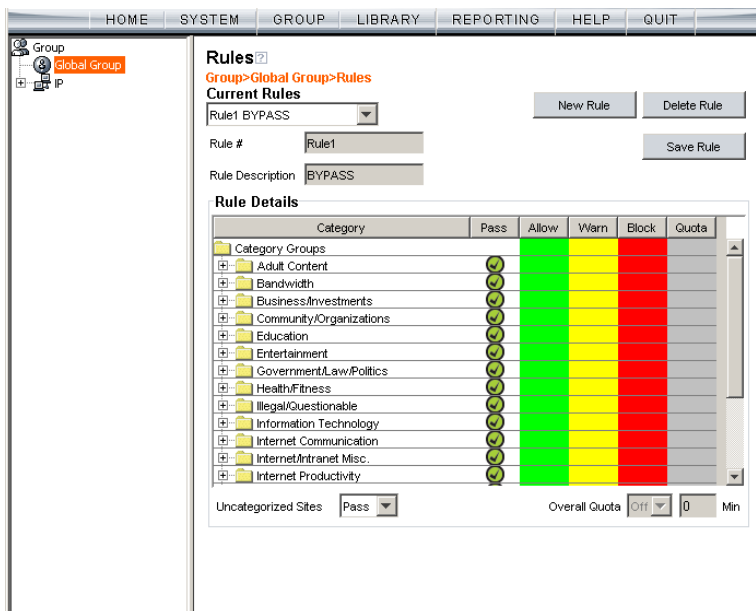 HOME SYSTEM GROUP LIBRARY REPORTING HELP QUIT
Group
Global Group
IP
Rules ?
Group>Global Group>Rules
Current Rules
Rule1 BYPASS
New Rule Delete Rule
Rule # Rule1
Save Rule
Rule Description BYPASS
Rule Details
Category Pass Allow Warn Block Quota
Category Groups
Adult Content
Bandwidth
Business/Investments
Community/Organizations
Education
Entertainment
Government/Law/Politics
Health/Fitness
Illegal/Questionable
Information Technology
Internet Communication
Internet/Intranet Misc.
Internet Productivity
Uncategorized Sites Pass Overall Quota Off 0 Min